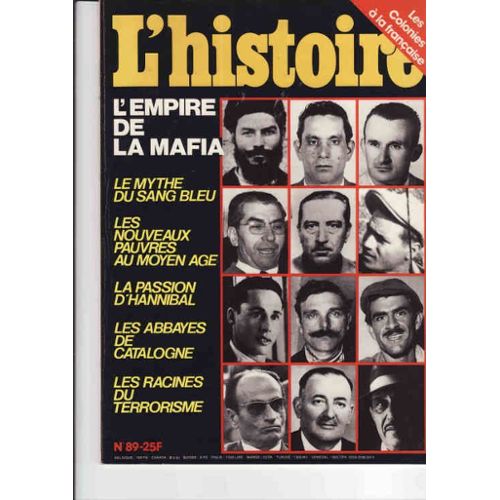 L'histoire
Les
Colonies
à la française
L'EMPIRE
DE
LA MAFIA
LE MYTHE
DU SANG BLEU
LES
NOUVEAUX
PAUVRES
AU MOYEN AGE
LA PASSION
D'HANNIBAL
LES ABBAYES
DE
CATALOGNE
LES RACINES
DU
TERRORISME
N°89-25F